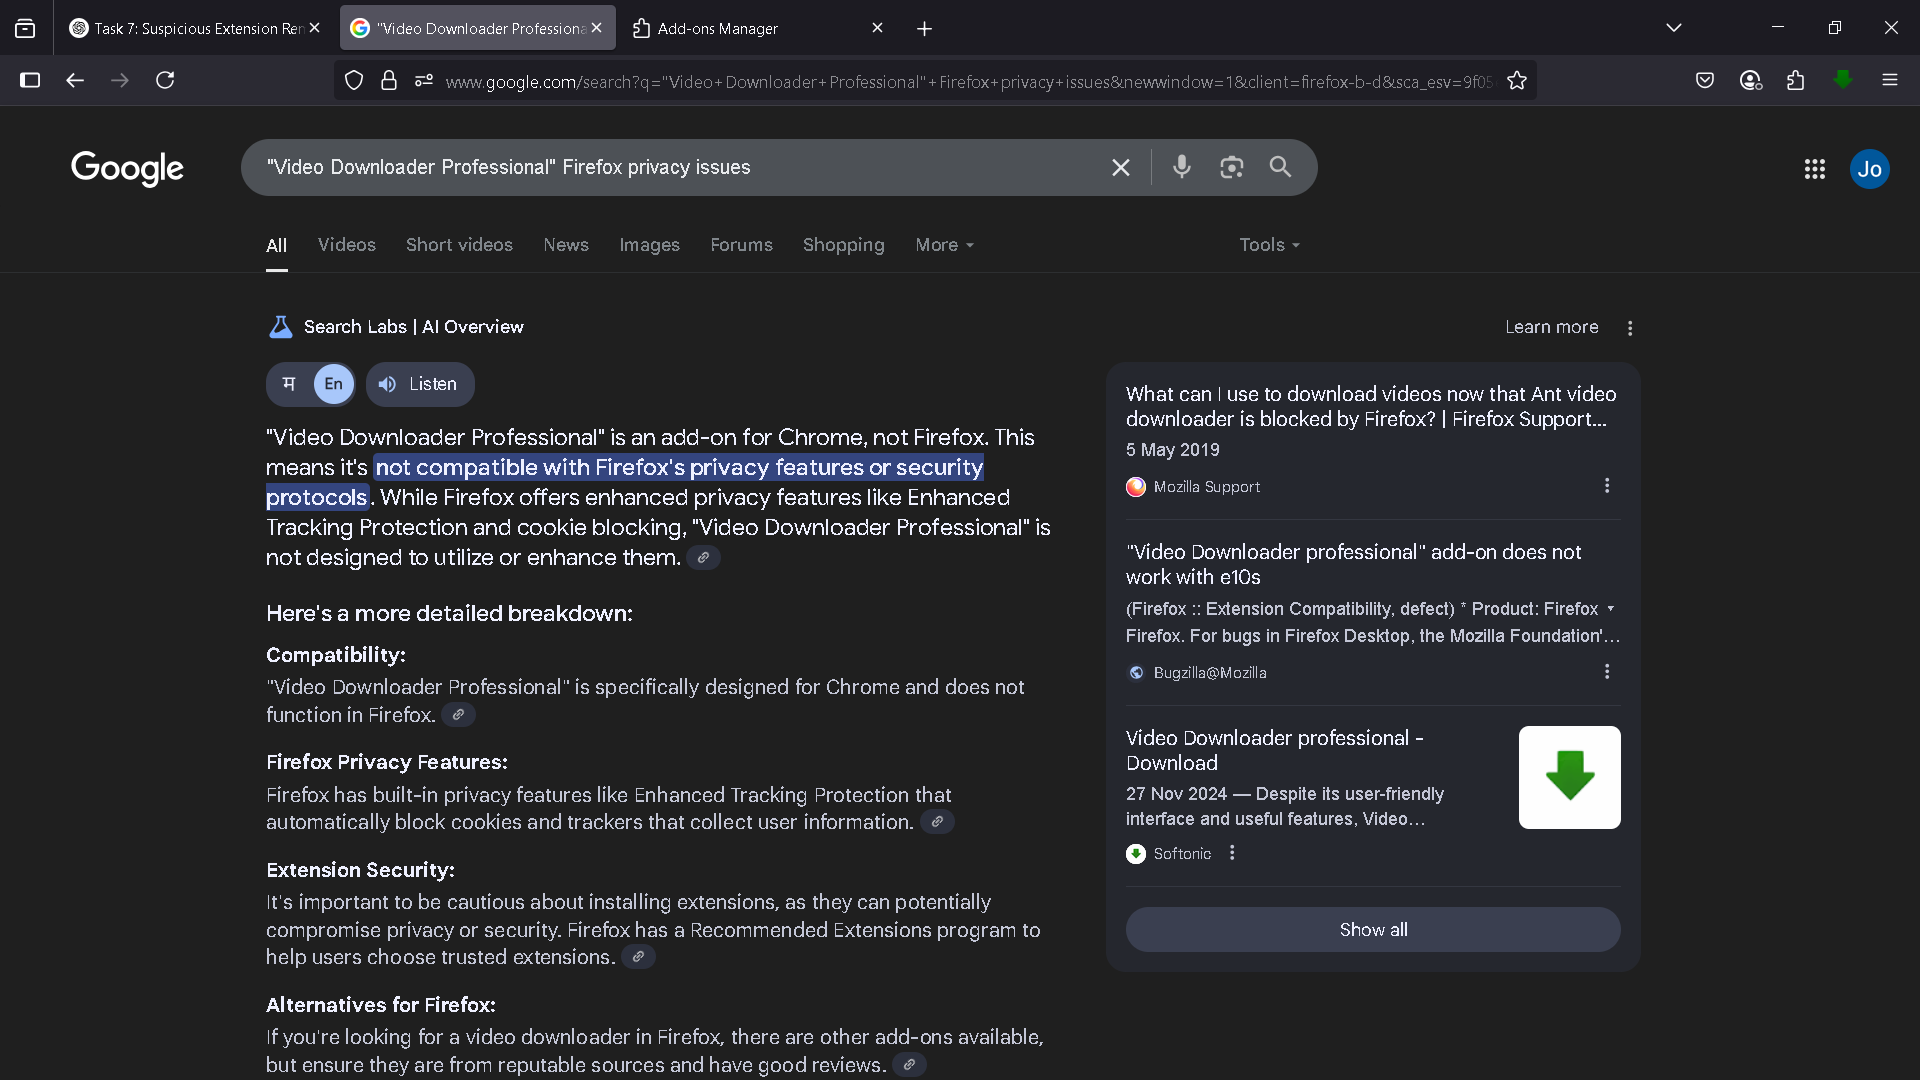 Task 7: Suspicious Extension Ren
"Video Downloader Professiona
Add-ons Manager
www.google.com/search?q="Video+Downloader+Professional"+Firefox+privacy+issues&newwindow=1&client=firefox-b-d&sca_esv=9f05
Google
"Video Downloader Professional" Firefox privacy issues
Jo
All
Videos
Short videos
News
Images
Forums
Shopping
More
Tools
Search Labs | AI Overview
Learn more
म
En
Listen
"Video Downloader Professional" is an add-on for Chrome, not Firefox. This
means it's not compatible with Firefox's privacy features or security
protocols. While Firefox offers enhanced privacy features like Enhanced
Tracking Protection and cookie blocking, "Video Downloader Professional" is
not designed to utilize or enhance them.
Here's a more detailed breakdown:
Compatibility:
"Video Downloader Professional" is specifically designed for Chrome and does not
function in Firefox.
Firefox Privacy Features:
Firefox has built-in privacy features like Enhanced Tracking Protection that
automatically block cookies and trackers that collect user information.
Extension Security:
It's important to be cautious about installing extensions, as they can potentially
compromise privacy or security. Firefox has a Recommended Extensions program to
help users choose trusted extensions.
Alternatives for Firefox:
If you're looking for a video downloader in Firefox, there are other add-ons available,
but ensure they are from reputable sources and have good reviews.
What can I use to download videos now that Ant video
downloader is blocked by Firefox? | Firefox Support...
5 May 2019
Mozilla Support
"Video Downloader professional" add-on does not
work with e10s
(Firefox :: Extension Compatibility, defect) * Product: Firefox
Firefox. For bugs in Firefox Desktop, the Mozilla Foundation'...
Bugzilla@Mozilla
Video Downloader professional -
Download
27 Nov 2024 — Despite its user-friendly
interface and useful features, Video...
Softonic
Show all